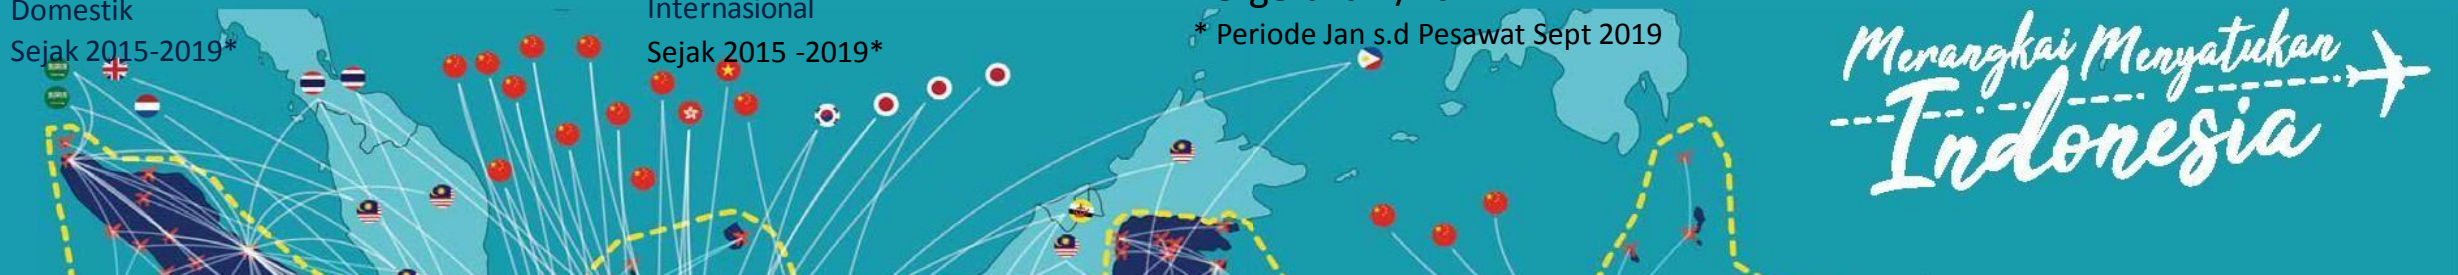 Domestik
Sejak 2015-2019*
Internasional
Sejak 2015 -2019*
* Periode Jan s.d Pesawat Sept 2019
Merangkai Menyatukan
Indonesia